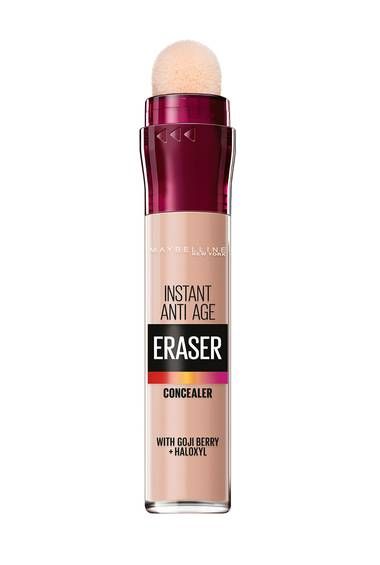 MAYBELLINE
NEW YORK
INSTANT
ANTI AGE
ERASER
CONCEALER
WITH GOJI BERRY
+ HALOXYL